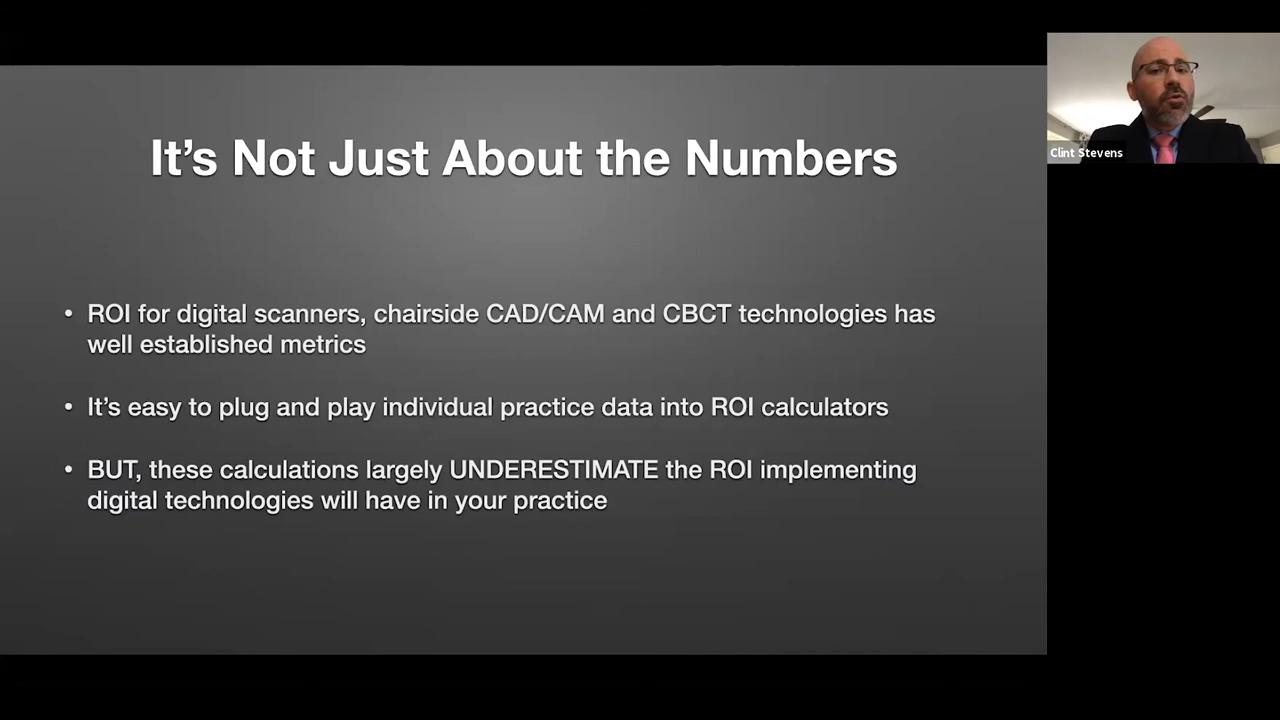 It's Not Just About the Numbers
• ROI for digital scanners, chairside CAD/CAM and CBCT technologies has
well established metrics
• It's easy to plug and play individual practice data into ROI calculators
• BUT, these calculations largely UNDERESTIMATE the ROI implementing
digital technologies will have in your practice
Clint Stevens